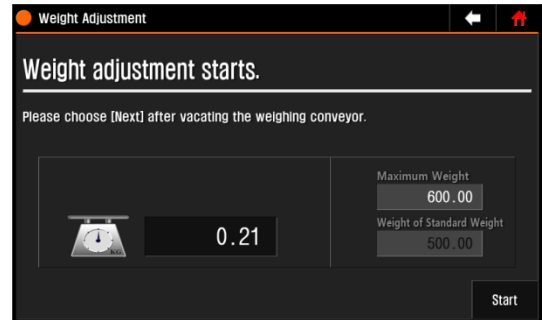 Weight Adjustment
Weight adjustment starts.
Please choose [Next] after vacating the weighing conveyor.
Maximum Weight
600.00
Weight of Standard Weight
500.00
KG
0.21
Start